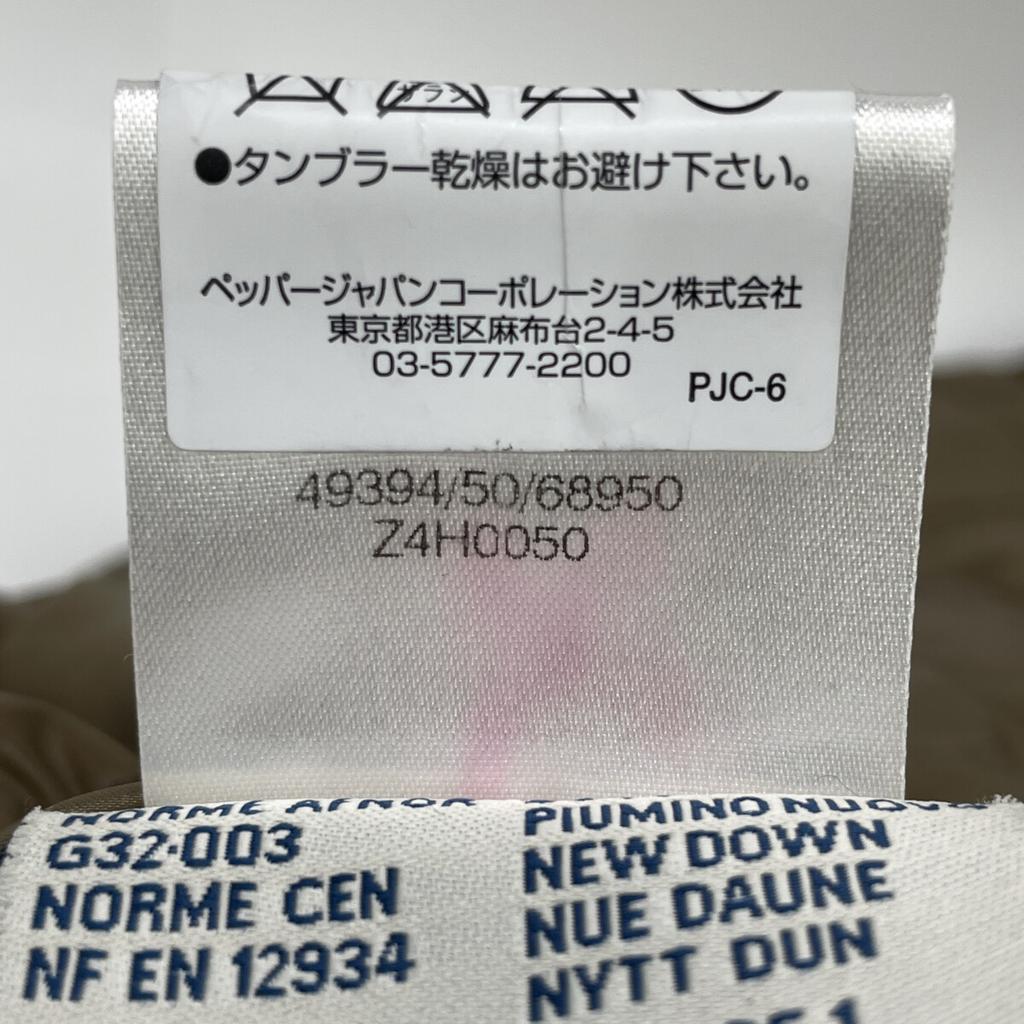 ●タンブラー乾燥はお避け下さい。
ペッパージャパンコーポレーション株式会社
東京都港区麻布台2-4-5
03-5777-2200
PJC-6
49394/50/68950
Z4H0050
NORME AFNOR
G32-003
NORME CEN
NF EN 12934
PIUMINO NUOVO
NEW DOWN
NUE DAUNE
NYTT DUN